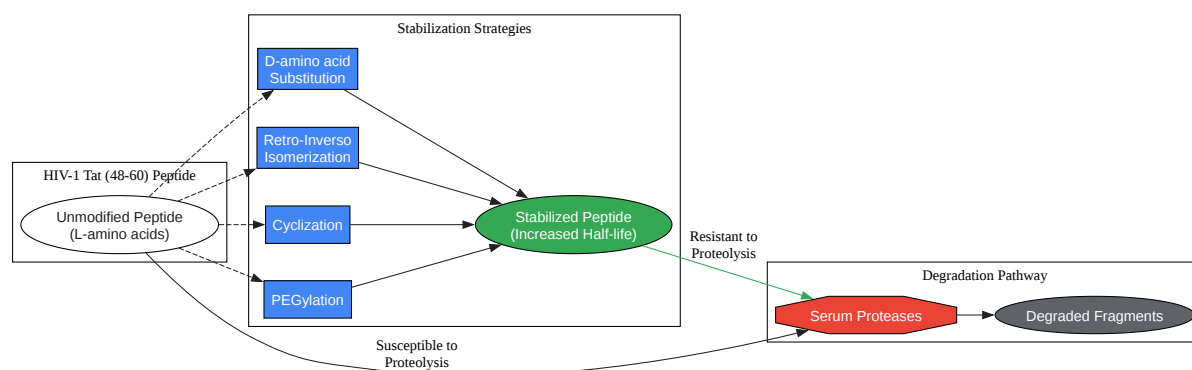 Stabilization Strategies
D-amino acid
Substitution
Retro-Inverso
Isomerization
HIV-1 Tat (48-60) Peptide
Unmodified Peptide
(L-amino acids)
Cyclization
Stabilized Peptide
(Increased Half-life)
PEGylation
Resistant to
Proteolysis
Degradation Pathway
Serum Proteases
Degraded Fragments
Susceptible to
Proteolysis